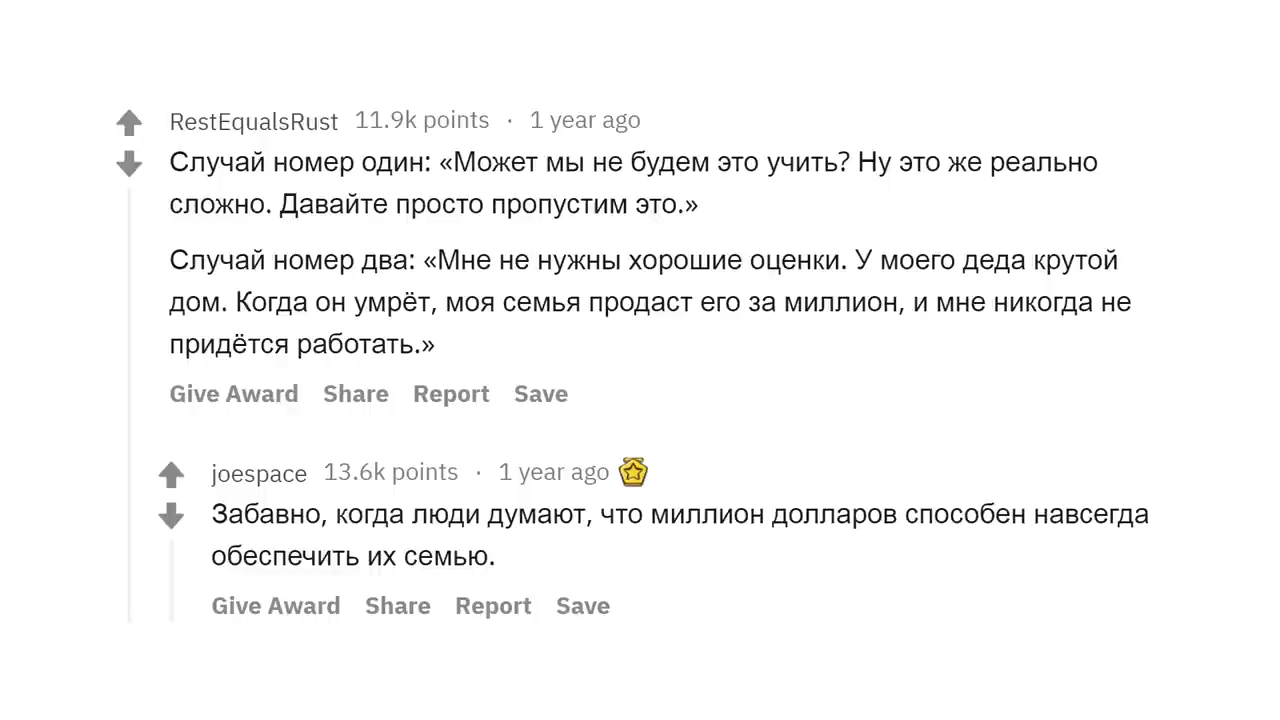 RestEqualsRust 11.9k points · 1 year ago
Случай номер один: «Может мы не будем это учить? Ну это же реально
сложно. Давайте просто пропустим это.»
Случай номер два: «Мне не нужны хорошие оценки. У моего деда крутой
дом. Когда он умрёт, моя семья продаст его за миллион, и мне никогда не
придётся работать.»
Give Award Share Report Save
joespace 13.6k points · 1 year ago
Забавно, когда люди думают, что миллион долларов способен навсегда
обеспечить их семью.
Give Award Share Report Save